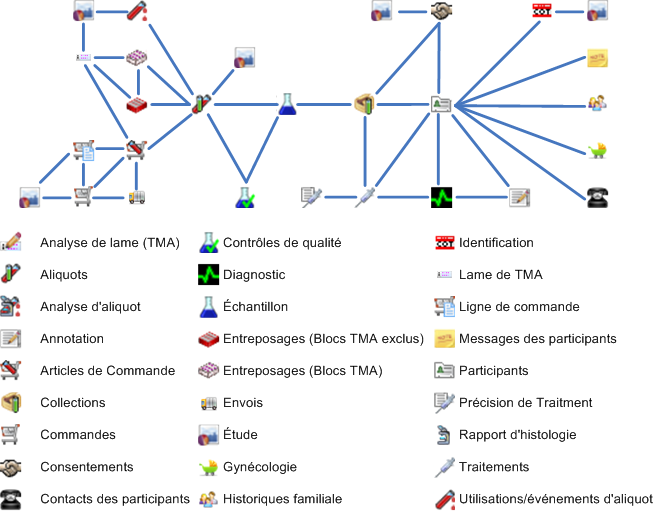 Analyse de lame (TMA) Contrôles de qualité Identification
Aliquots Diagnostic Lame de TMA
Analyse d'aliquot Échantillon Ligne de commande
Annotation Entreposages (Blocs TMA exclus) Messages des participants
Articles de Commande Entreposages (Blocs TMA) Participants
Collections Envois Précision de Traitment
Commandes Étude Rapport d'histologie
Consentements Gynécologie Traitements
Contacts des participants Historiques familiale Utilisations/événements d'aliquot